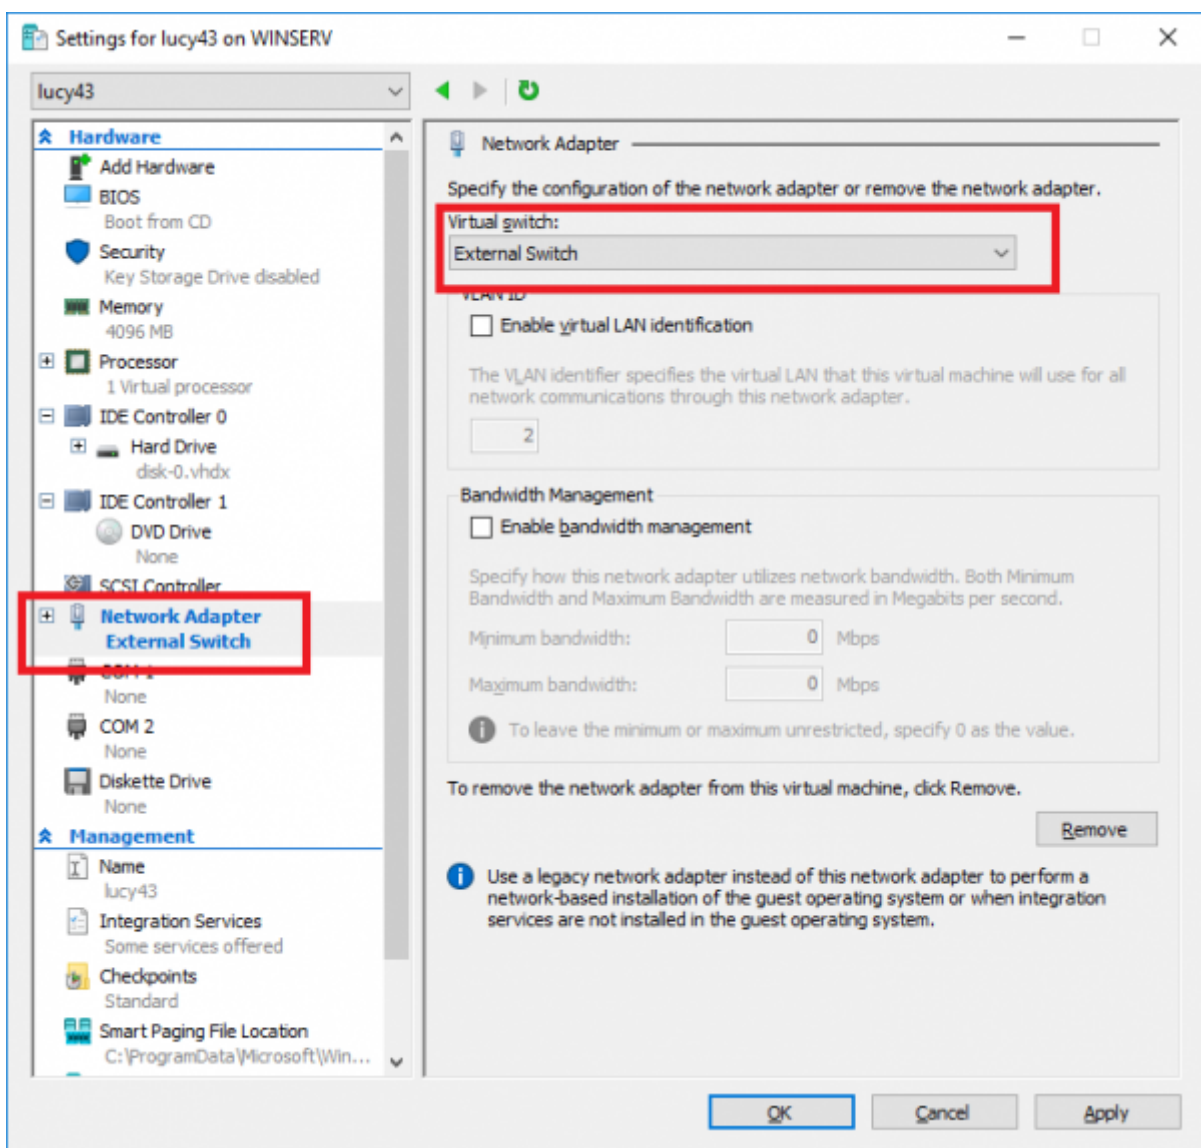 Settings for lucy43 on WINSERV
lucy43
Hardware
Add Hardware
BIOS
Boot from CD
Security
Key Storage Drive disabled
Memory
4096 MB
Processor
1 Virtual processor
IDE Controller 0
Hard Drive
disk-0.vhdx
IDE Controller 1
DVD Drive
None
SCSI Controller
Network Adapter
External Switch
COM 1
None
COM 2
None
Diskette Drive
None
Management
Name
lucy43
Integration Services
Some services offered
Checkpoints
Standard
Smart Paging File Location
C:\ProgramData\Microsoft\Win...
Network Adapter
Specify the configuration of the network adapter or remove the network adapter.
Virtual switch:
External Switch
VLAN ID
Enable virtual LAN identification
The VLAN identifier specifies the virtual LAN that this virtual machine will use for all
network communications through this network adapter.
2
Bandwidth Management
Enable bandwidth management
Specify how this network adapter utilizes network bandwidth. Both Minimum
Bandwidth and Maximum Bandwidth are measured in Megabits per second.
Minimum bandwidth: 0 Mbps
Maximum bandwidth: 0 Mbps
To leave the minimum or maximum unrestricted, specify 0 as the value.
To remove the network adapter from this virtual machine, click Remove.
Remove
Use a legacy network adapter instead of this network adapter to perform a
network-based installation of the guest operating system or when integration
services are not installed in the guest operating system.
OK Cancel Apply